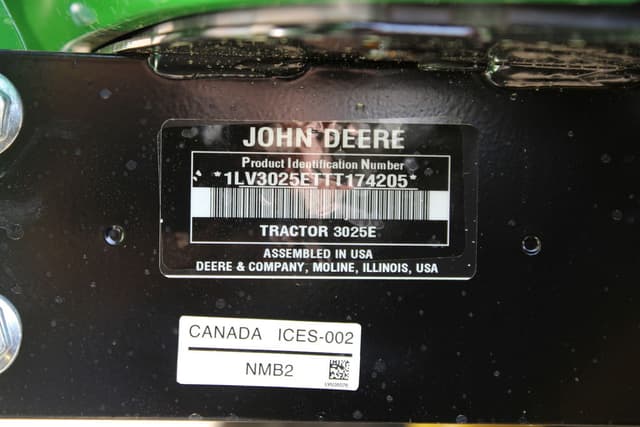 JOHN DEERE
Product Identification Number
*1LV3025ETTT174205*
TRACTOR 3025E
ASSEMBLED IN USA
DEERE & COMPANY, MOLINE, ILLINOIS, USA
CANADA ICES-002
NMB2